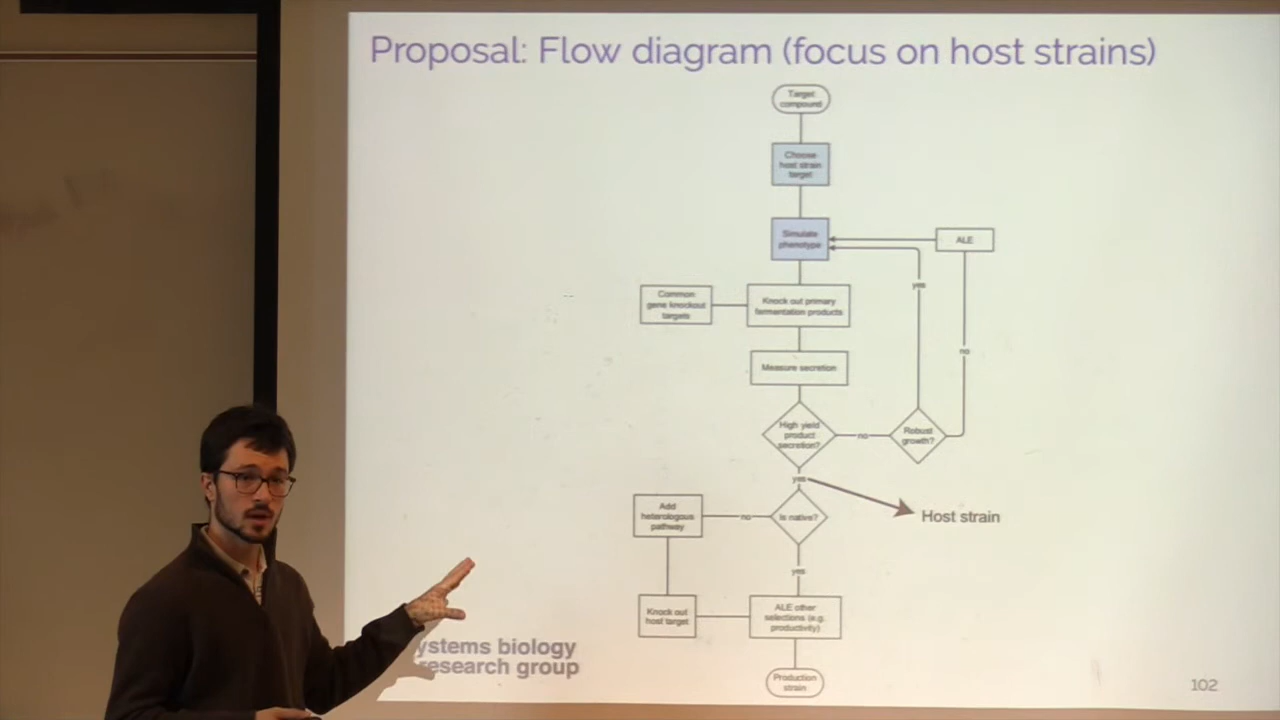 Proposal: Flow diagram (focus on host strains)
Target
compound
Choose
host strain
target
Simulate
phenotype
ALE
yes
Common
gene knockout
targets
Knock out primary
fermentation products
no
Measure secretion
High yield
product
secretion?
no
Robust
growth?
yes
Host strain
Add
heterologous
pathway
no
Is native?
yes
Knock out
host target
ALE other
selections (e.g.
productivity)
ystems biology
research group
Production
strain
102